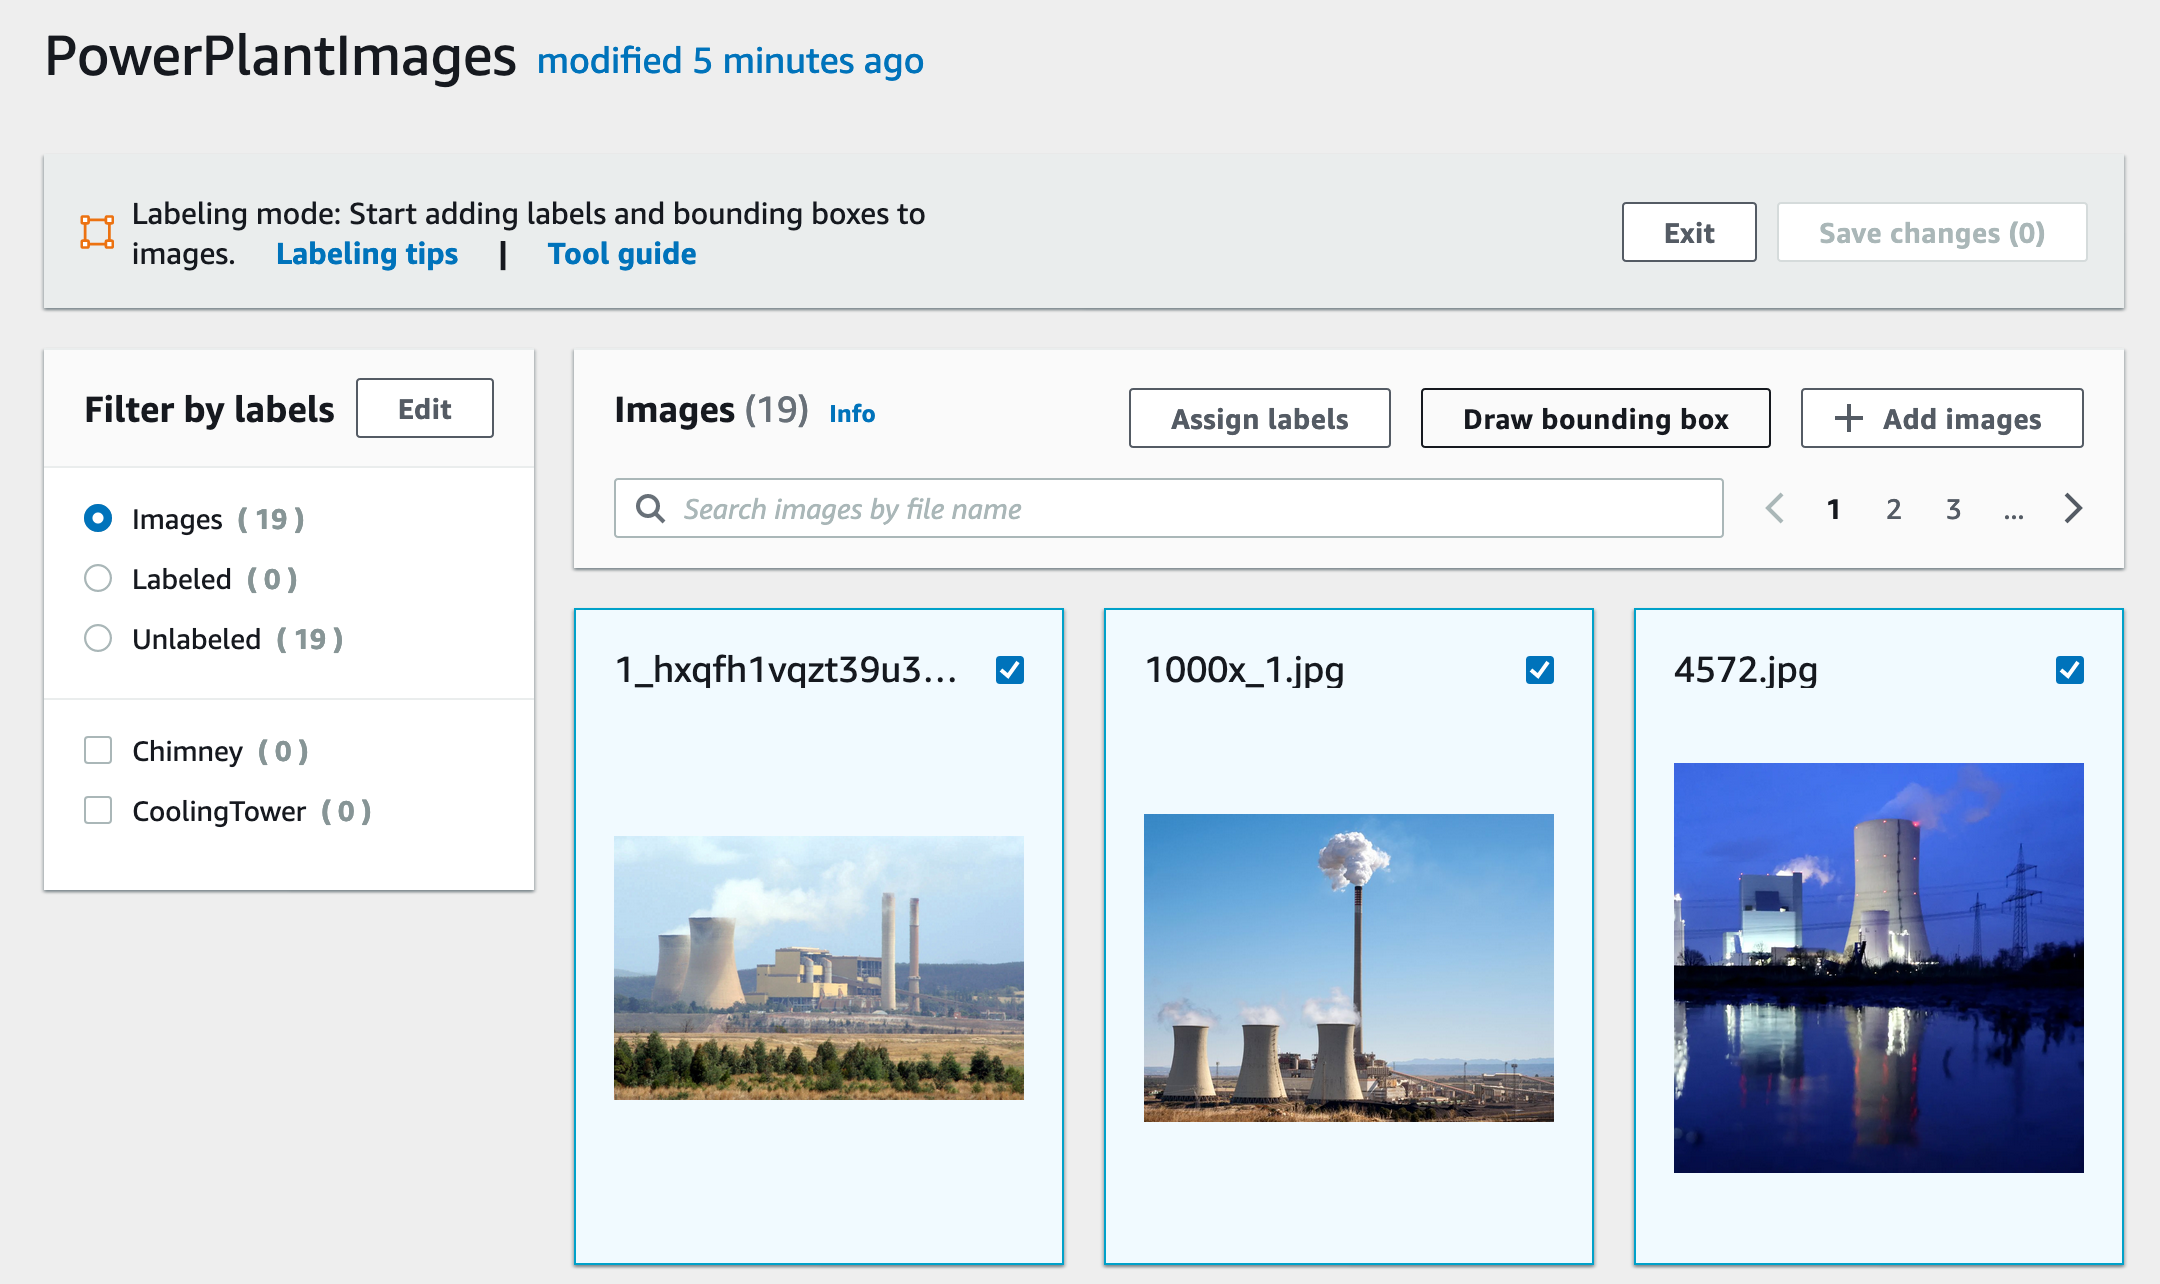 PowerPlantImages modified 5 minutes ago
Labeling mode: Start adding labels and bounding boxes to
images. Labeling tips | Tool guide
Exit
Save changes (0)
Filter by labels
Edit
Images ( 19 )
Labeled ( 0 )
Unlabeled ( 19 )
Chimney ( 0 )
CoolingTower ( 0 )
Images (19) Info
Assign labels
Draw bounding box
+ Add images
Search images by file name
1 2 3 ...
1_hxqfh1vqzt39u3...
1000x_1.jpg
4572.jpg